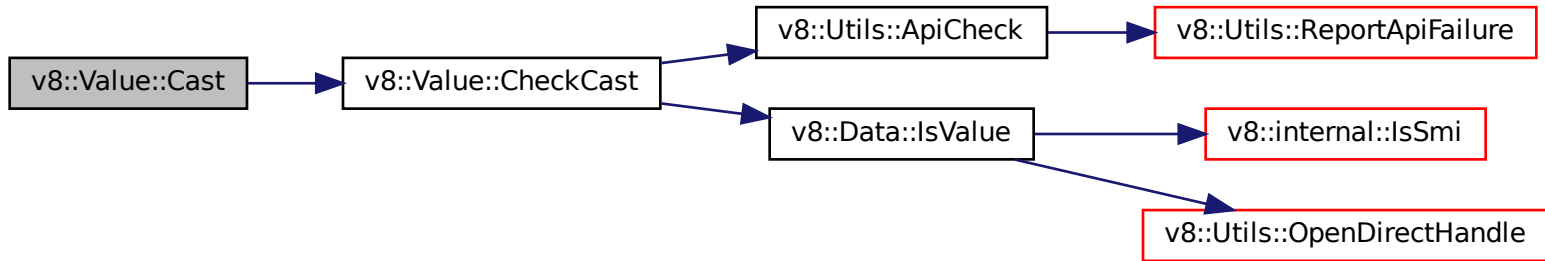 v8::Utils::ApiCheck
v8::Utils::ReportApiFailure
v8::Value::Cast
v8::Value::CheckCast
v8::Data::IsValue
v8::internal::IsSmi
v8::Utils::OpenDirectHandle